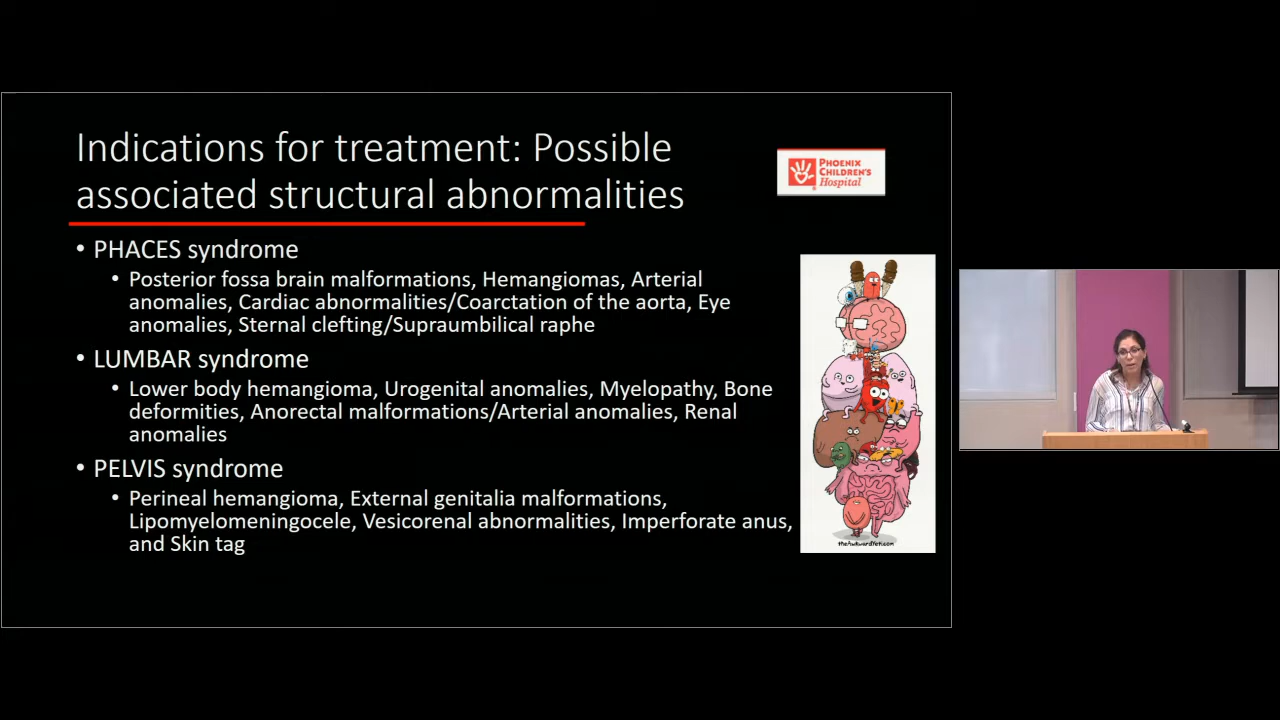 Indications for treatment: Possible
associated structural abnormalities
PHOENIX
CHILDREN'S
Hospital
• PHACES syndrome
• Posterior fossa brain malformations, Hemangiomas, Arterial
anomalies, Cardiac abnormalities/Coarctation of the aorta, Eye
anomalies, Sternal clefting/Supraumbilical raphe
• LUMBAR syndrome
• Lower body hemangioma, Urogenital anomalies, Myelopathy, Bone
deformities, Anorectal malformations/Arterial anomalies, Renal
anomalies
• PELVIS syndrome
• Perineal hemangioma, External genitalia malformations,
Lipomyelomeningocele, Vesicorenal abnormalities, Imperforate anus,
and Skin tag
theAwkwardYeti.com